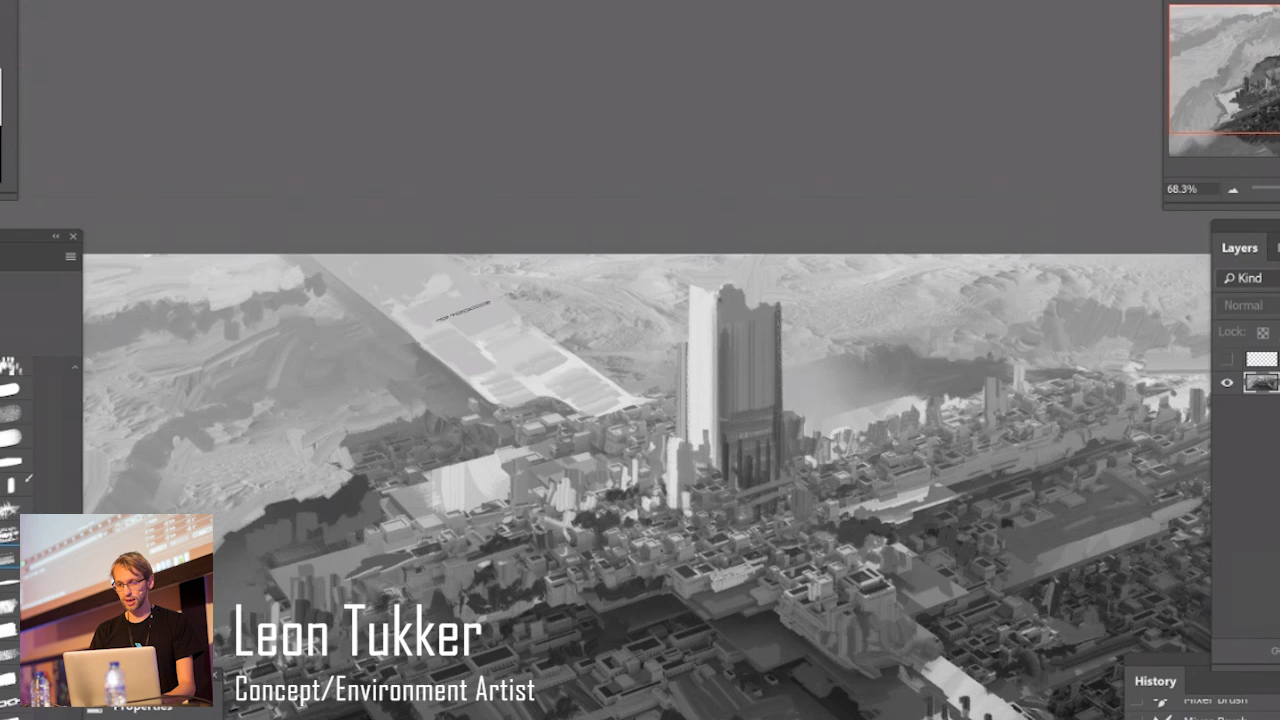 68.3%
Layers
Kind
Normal
Lock:
Leon Tukker
Concept/Environment Artist
Properties
History
Mixer Brush